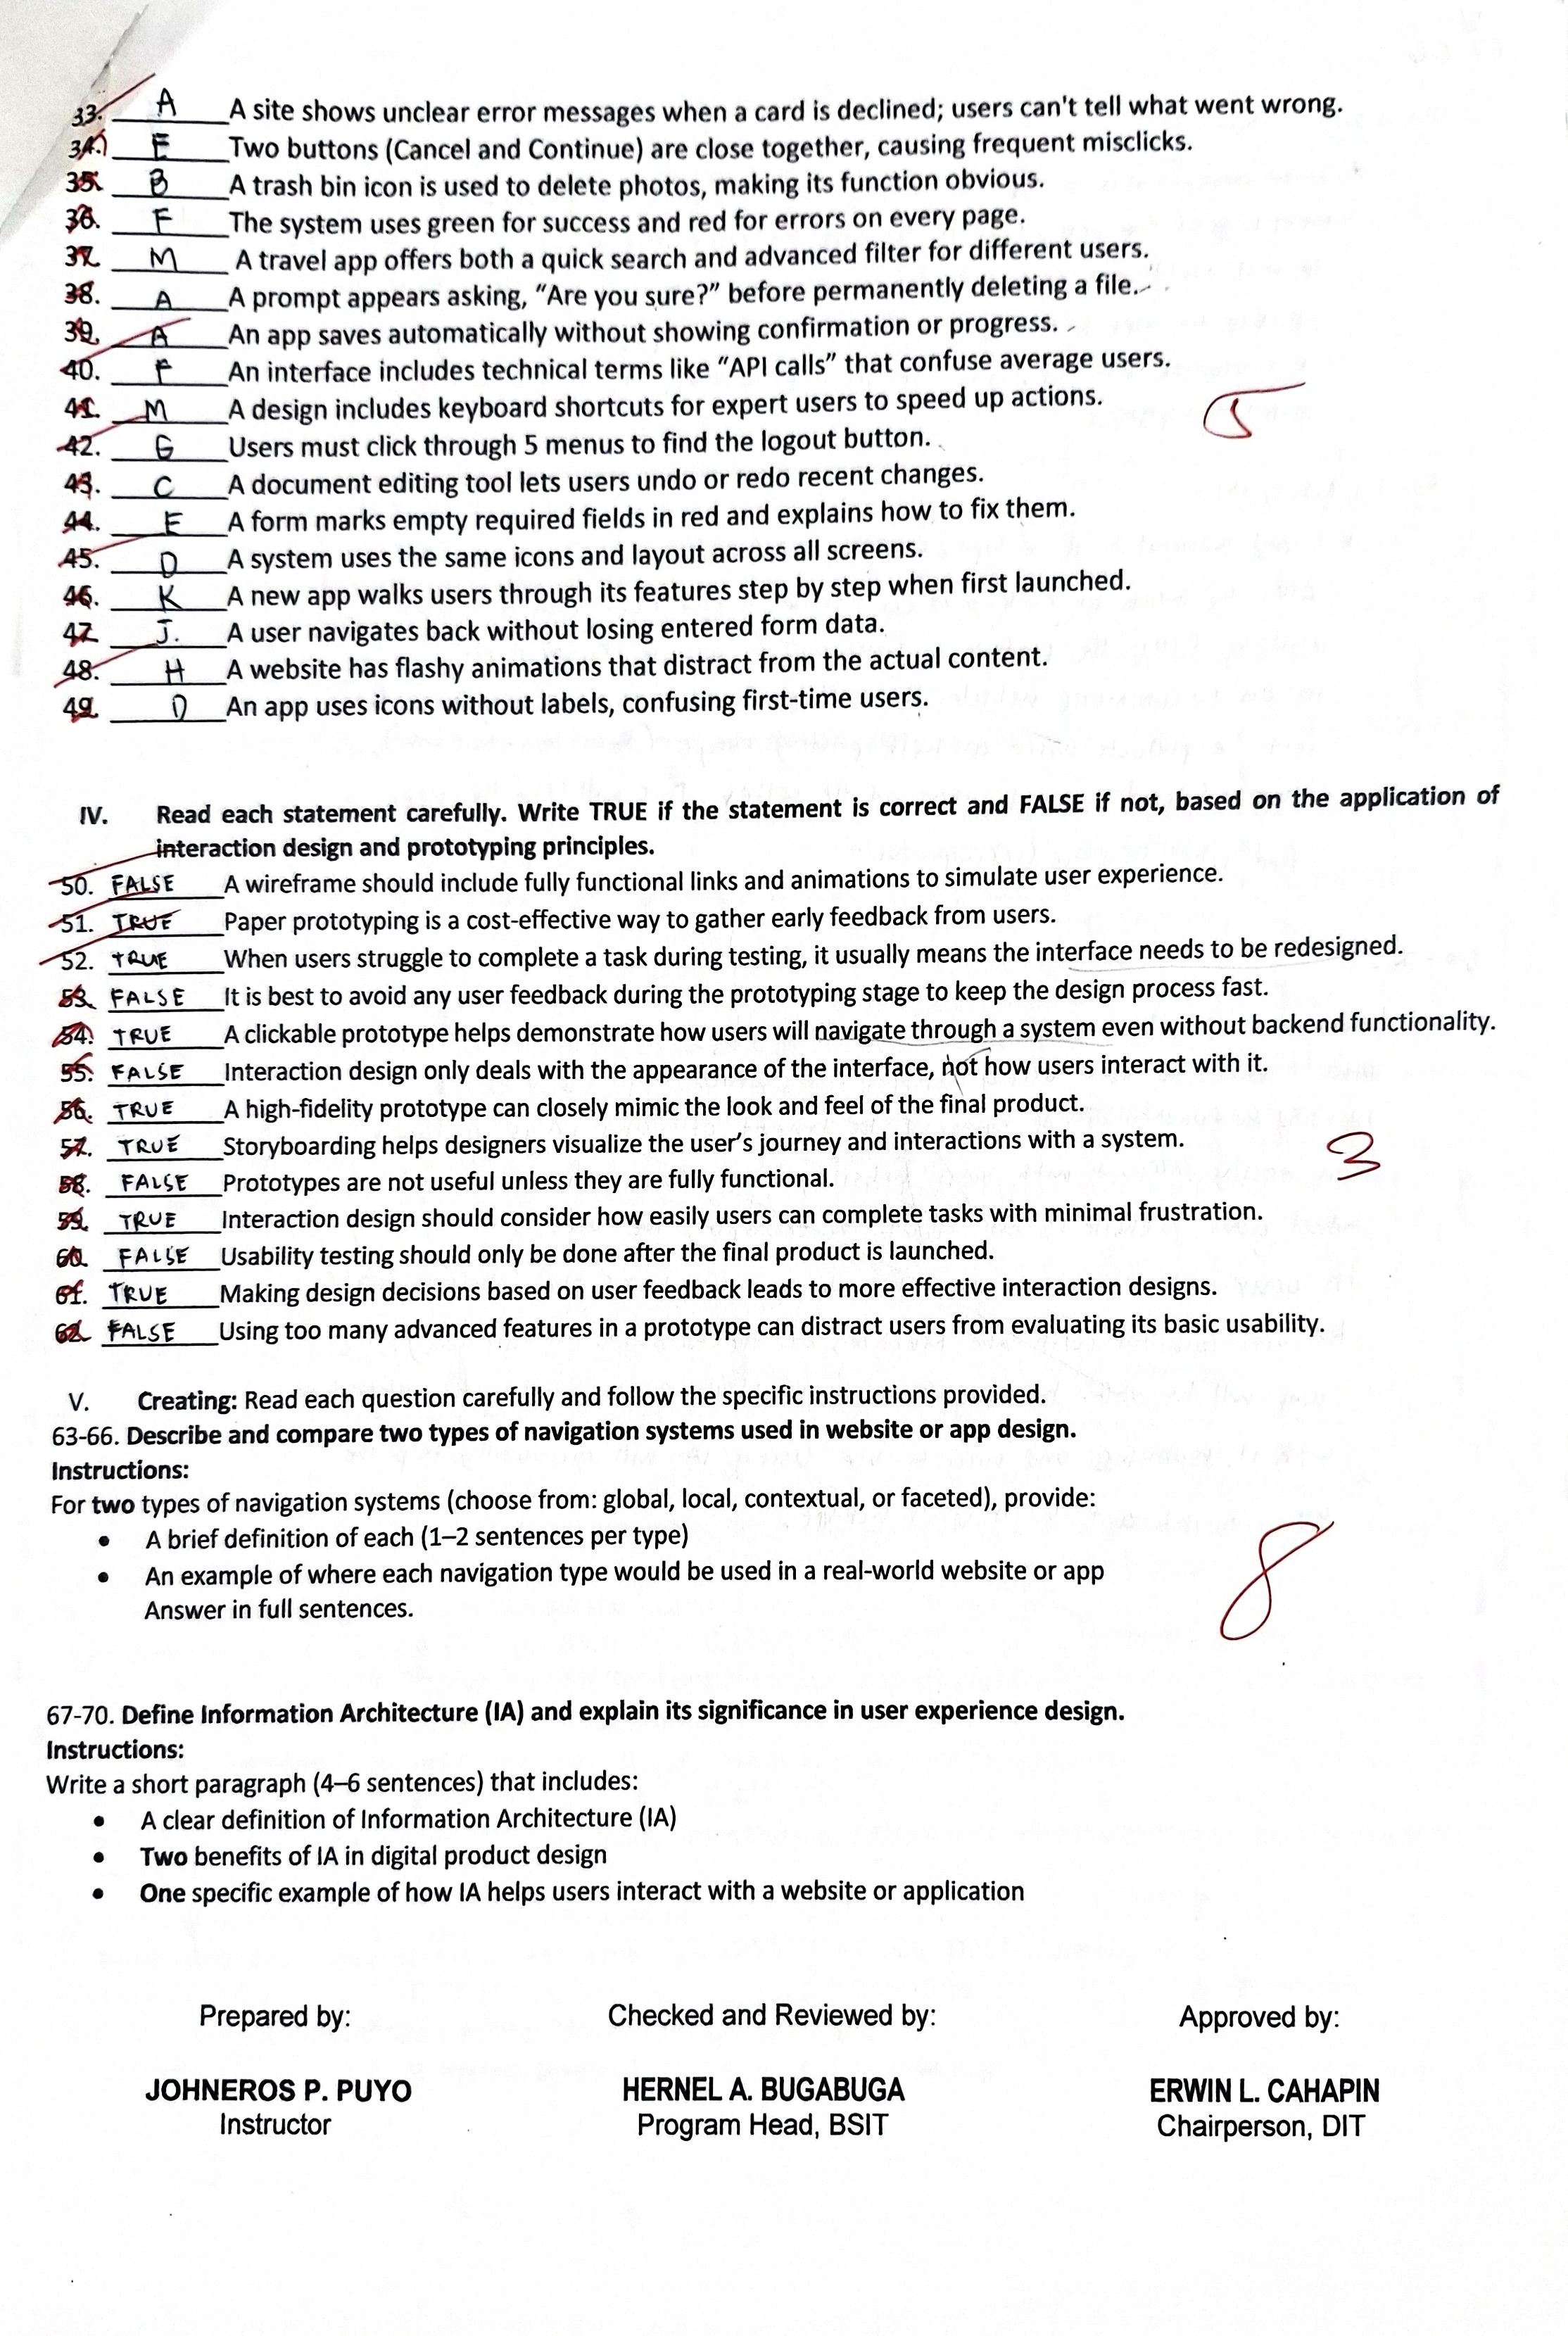 33. A A site shows unclear error messages when a card is declined; users can't tell what went wrong.
34. E Two buttons (Cancel and Continue) are close together, causing frequent misclicks.
35. B A trash bin icon is used to delete photos, making its function obvious.
36. F The system uses green for success and red for errors on every page.
37. M A travel app offers both a quick search and advanced filter for different users.
38. A A prompt appears asking, “Are you sure?” before permanently deleting a file.
39. A An app saves automatically without showing confirmation or progress.
40. F An interface includes technical terms like “API calls” that confuse average users.
41. M A design includes keyboard shortcuts for expert users to speed up actions.
5
42. G Users must click through 5 menus to find the logout button.
43. C A document editing tool lets users undo or redo recent changes.
44. E A form marks empty required fields in red and explains how to fix them.
45. D A system uses the same icons and layout across all screens.
46. K A new app walks users through its features step by step when first launched.
47. J. A user navigates back without losing entered form data.
48. H A website has flashy animations that distract from the actual content.
49. D An app uses icons without labels, confusing first-time users.
IV. Read each statement carefully. Write TRUE if the statement is correct and FALSE if not, based on the application of
interaction design and prototyping principles.
50. FALSE A wireframe should include fully functional links and animations to simulate user experience.
51. TRUE Paper prototyping is a cost-effective way to gather early feedback from users.
52. TRUE When users struggle to complete a task during testing, it usually means the interface needs to be redesigned.
53. FALSE It is best to avoid any user feedback during the prototyping stage to keep the design process fast.
54. TRUE A clickable prototype helps demonstrate how users will navigate through a system even without backend functionality.
55. FALSE Interaction design only deals with the appearance of the interface, not how users interact with it.
56. TRUE A high-fidelity prototype can closely mimic the look and feel of the final product.
57. TRUE Storyboarding helps designers visualize the user's journey and interactions with a system.
3
58. FALSE Prototypes are not useful unless they are fully functional.
59. TRUE Interaction design should consider how easily users can complete tasks with minimal frustration.
60. FALSE Usability testing should only be done after the final product is launched.
61. TRUE Making design decisions based on user feedback leads to more effective interaction designs.
62. FALSE Using too many advanced features in a prototype can distract users from evaluating its basic usability.
V. Creating: Read each question carefully and follow the specific instructions provided.
63-66. Describe and compare two types of navigation systems used in website or app design.
Instructions:
For two types of navigation systems (choose from: global, local, contextual, or faceted), provide:
• A brief definition of each (1–2 sentences per type)
• An example of where each navigation type would be used in a real-world website or app
Answer in full sentences.
8
67-70. Define Information Architecture (IA) and explain its significance in user experience design.
Instructions:
Write a short paragraph (4–6 sentences) that includes:
• A clear definition of Information Architecture (IA)
• Two benefits of IA in digital product design
• One specific example of how IA helps users interact with a website or application
Prepared by: Checked and Reviewed by: Approved by:
JOHNEROS P. PUYO HERNEL A. BUGABUGA ERWIN L. CAHAPIN
Instructor Program Head, BSIT Chairperson, DIT